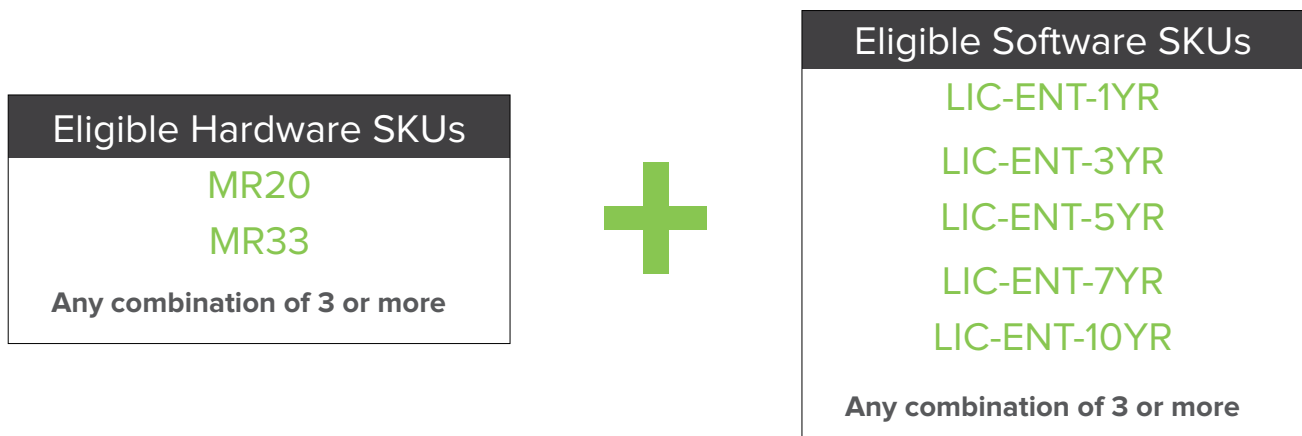 Eligible Hardware SKUs
MR20
MR33
Any combination of 3 or more
Eligible Software SKUs
LIC-ENT-1YR
LIC-ENT-3YR
LIC-ENT-5YR
LIC-ENT-7YR
LIC-ENT-10YR
Any combination of 3 or more